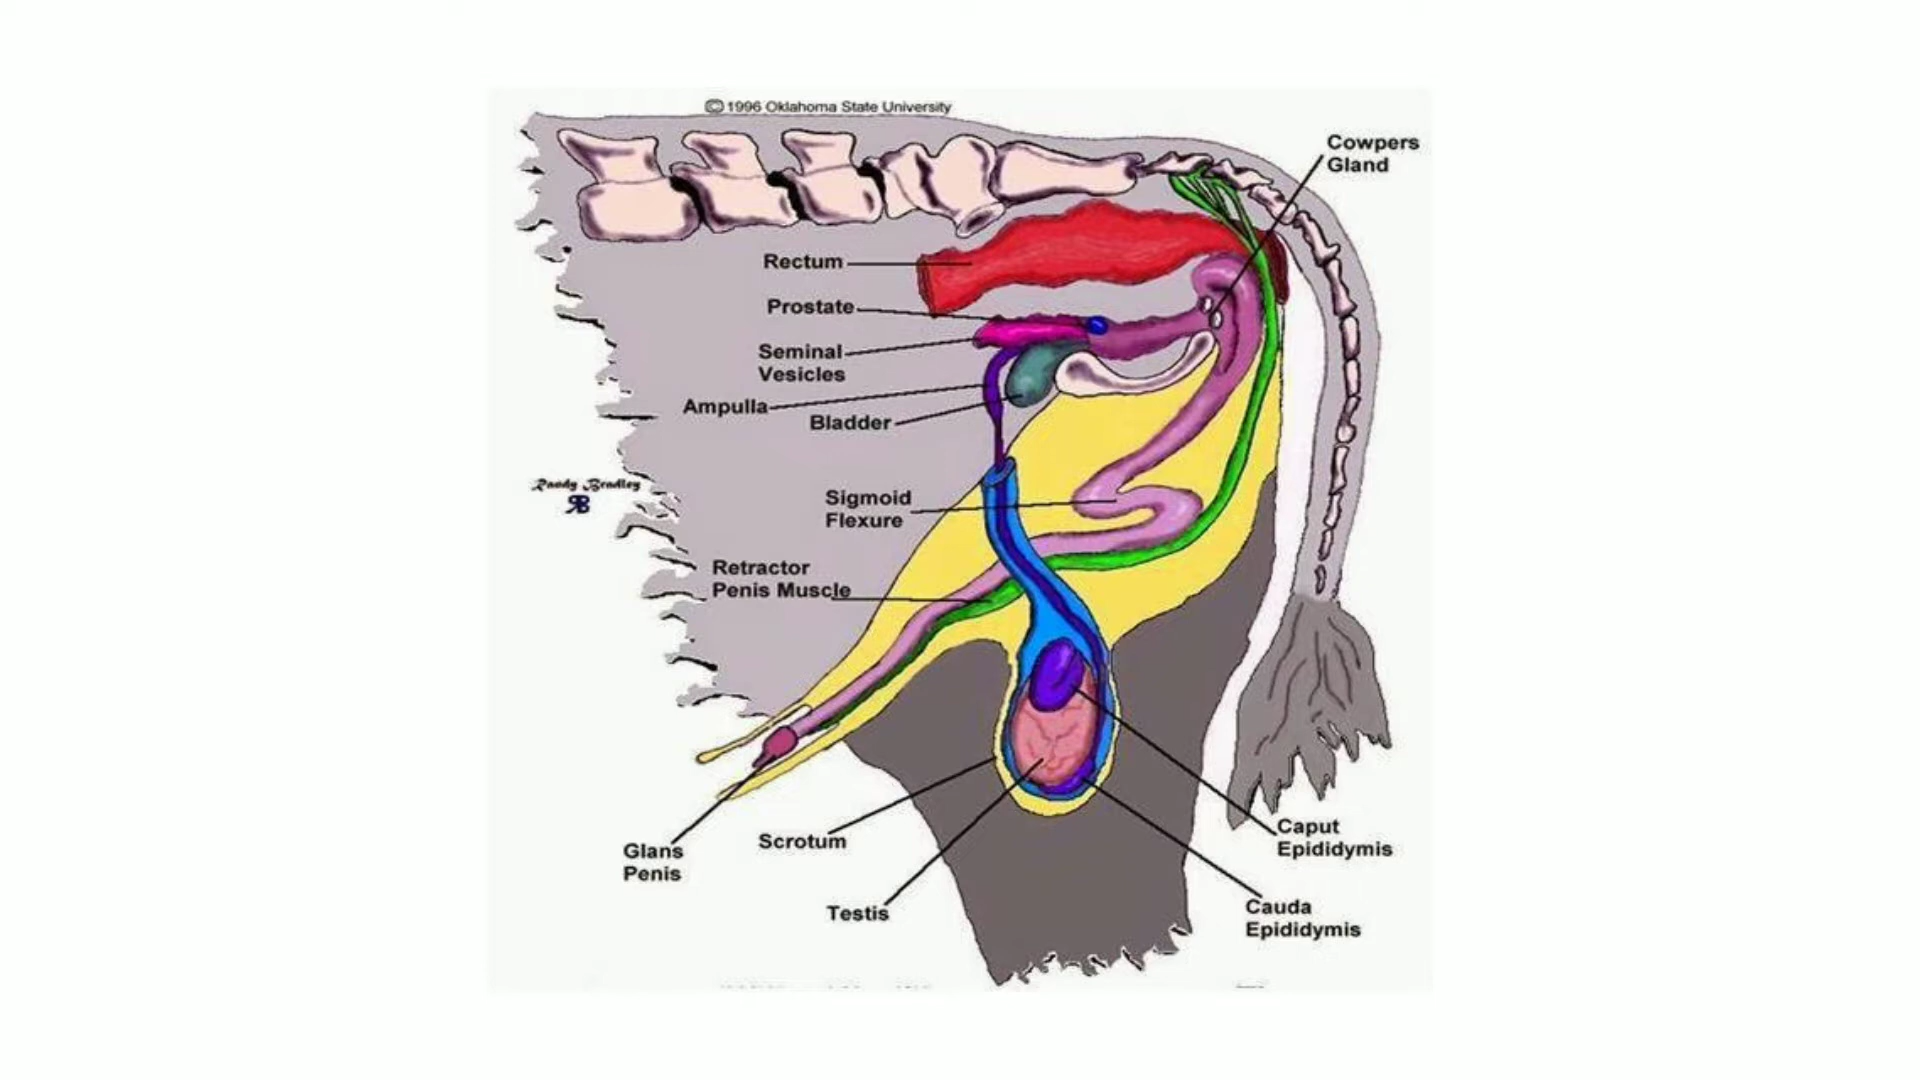 © 1996 Oklahoma State University
Cowpers
Gland
Rectum
Prostate
Seminal
Vesicles
Ampulla
Bladder
Randy Bradley
RB
Sigmoid
Flexure
Retractor
Penis Muscle
Glans
Penis
Scrotum
Testis
Caput
Epididymis
Cauda
Epididymis